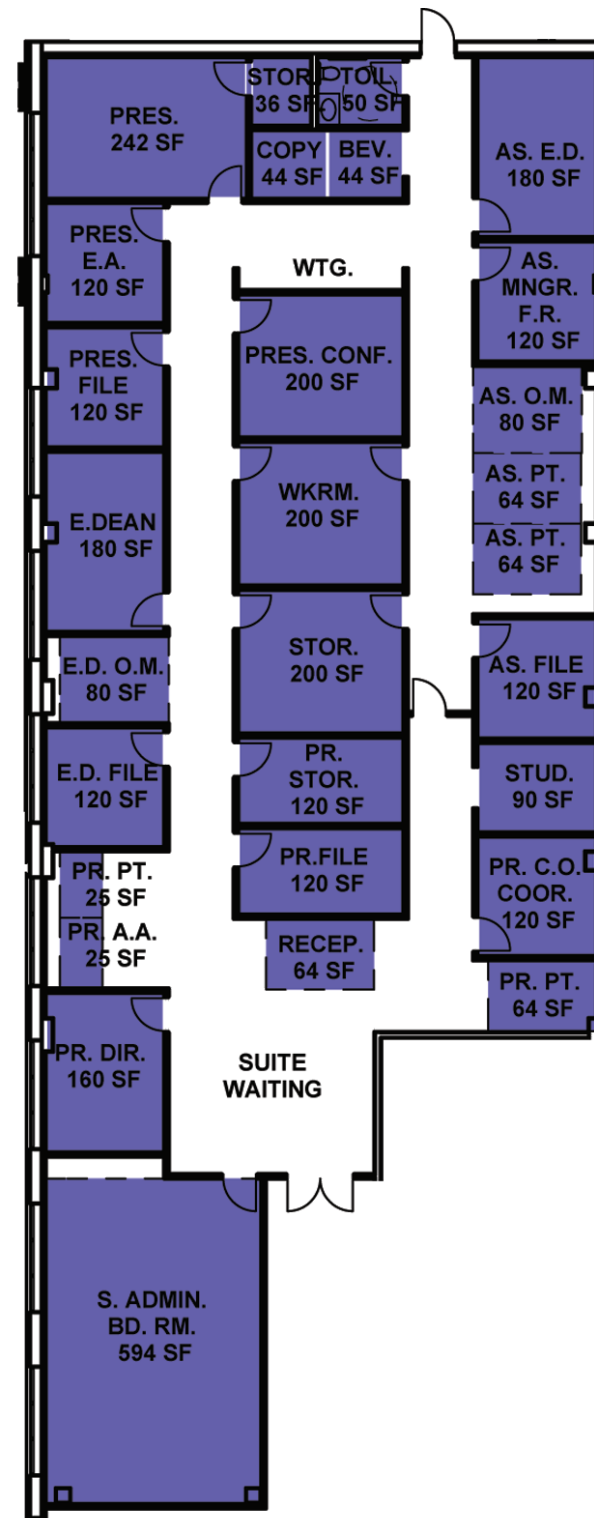 PRES.
242 SF
STOR.
36 SF.
TOIL.
50 SF
COPY
44 SF
BEV.
44 SF
AS. E.D.
180 SF
PRES.
E.A.
120 SF
WTG.
AS.
MNGR.
F.R.
120 SF
PRES.
FILE
120 SF
PRES. CONF.
200 SF
AS. O.M.
80 SF
AS. PT.
64 SF
AS. PT.
64 SF
E.DEAN
180 SF
WKRM.
200 SF
E.D. O.M.
80 SF
STOR.
200 SF
AS. FILE
120 SF
E.D. FILE
120 SF
PR.
STOR.
120 SF
STUD.
90 SF
PR. PT.
25 SF
PR. A.A.
25 SF
PR.FILE
120 SF
PR. C.O.
COOR.
120 SF
RECEP.
64 SF
PR. PT.
64 SF
PR. DIR.
160 SF
SUITE
WAITING
S. ADMIN.
BD. RM.
594 SF